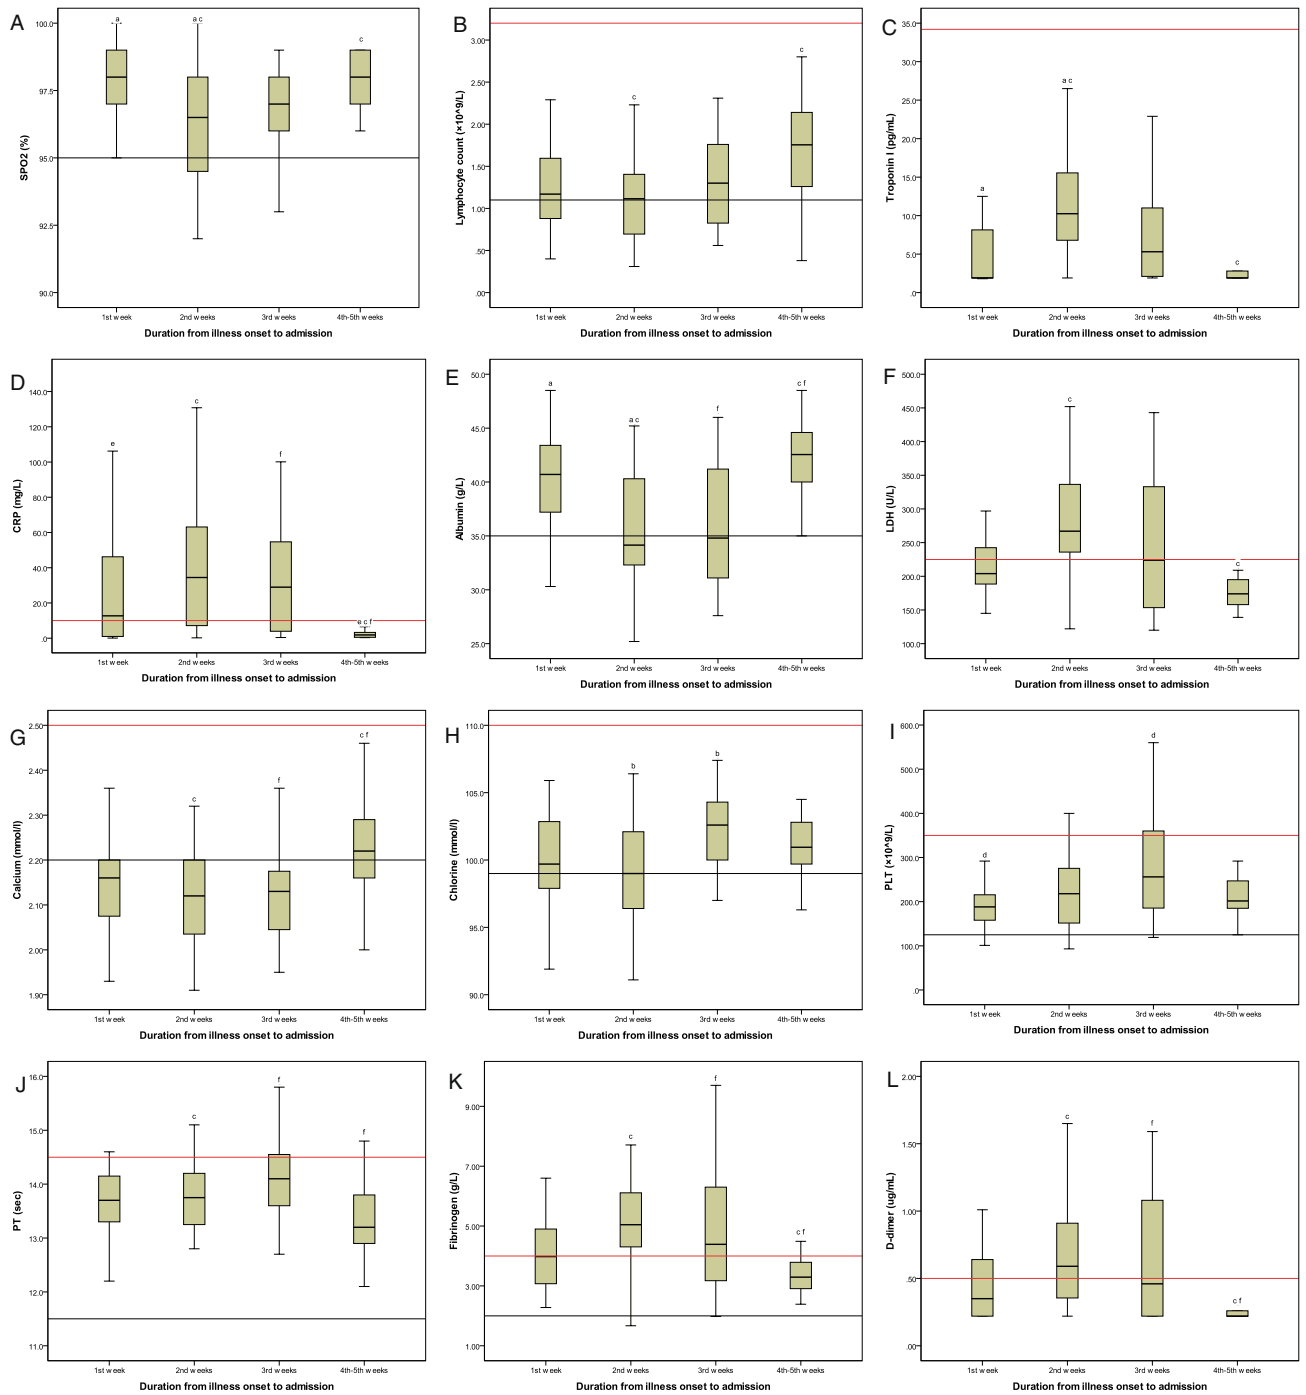 A
SPO2 (%)
100.0
97.5
95.0
92.5
90.0
a
a c
c
1st week
2nd weeks
3rd weeks
4th-5th weeks
Duration from illness onset to admission
B
Lymphocyte count (×10^9/L)
3.00
2.00
1.50
1.00
.50
.00
c
c
1st week
2nd weeks
3rd weeks
4th-5th weeks
Duration from illness onset to admission
C
Troponin I (pg/mL)
35.0
30.0
25.0
20.0
15.0
10.0
5.0
.0
a
a c
c
1st week
2nd weeks
3rd weeks
4th-5th weeks
Duration from illness onset to admission
D
CRP (mg/L)
140.0
120.0
100.0
80.0
60.0
40.0
20.0
.0
e
c
f
e c f
1st week
2nd weeks
3rd weeks
4th-5th weeks
Duration from illness onset to admission
E
Albumin (g/L)
50.0
45.0
40.0
35.0
30.0
25.0
a
a c
f
c f
1st week
2nd weeks
3rd weeks
4th-5th weeks
Duration from illness onset to admission
F
LDH (U/L)
500.0
450.0
400.0
350.0
300.0
250.0
200.0
150.0
100.0
c
c
1st week
2nd weeks
3rd weeks
4th-5th weeks
Duration from illness onset to admission
G
Calcium (mmol/l)
2.50
2.40
2.30
2.20
2.10
2.00
1.90
c
f
c f
1st week
2nd weeks
3rd weeks
4th-5th weeks
Duration from illness onset to admission
H
Chlorine (mmol/l)
110.0
105.0
100.0
95.0
90.0
b
b
1st week
2nd weeks
3rd weeks
4th-5th weeks
Duration from illness onset to admission
I
PLT (×10^9/L)
600.0
500.0
400.0
300.0
200.0
100.0
.0
d
d
1st week
2nd weeks
3rd weeks
4th-5th weeks
Duration from illness onset to admission
J
PT (sec)
16.0
15.0
14.0
13.0
12.0
11.0
c
f
f
1st week
2nd weeks
3rd weeks
4th-5th weeks
Duration from illness onset to admission
K
Fibrinogen (g/L)
9.00
7.00
5.00
3.00
1.00
c
f
c f
1st week
2nd weeks
3rd weeks
4th-5th weeks
Duration from illness onset to admission
L
D-dimer (ug/mL)
2.00
1.50
1.00
.50
.00
c
f
c f
1st week
2nd weeks
3rd weeks
4th-5th weeks
Duration from illness onset to admission